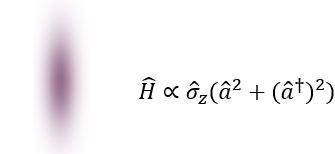 Ĥ ∝ σ̂_z(â² + (â†)²)